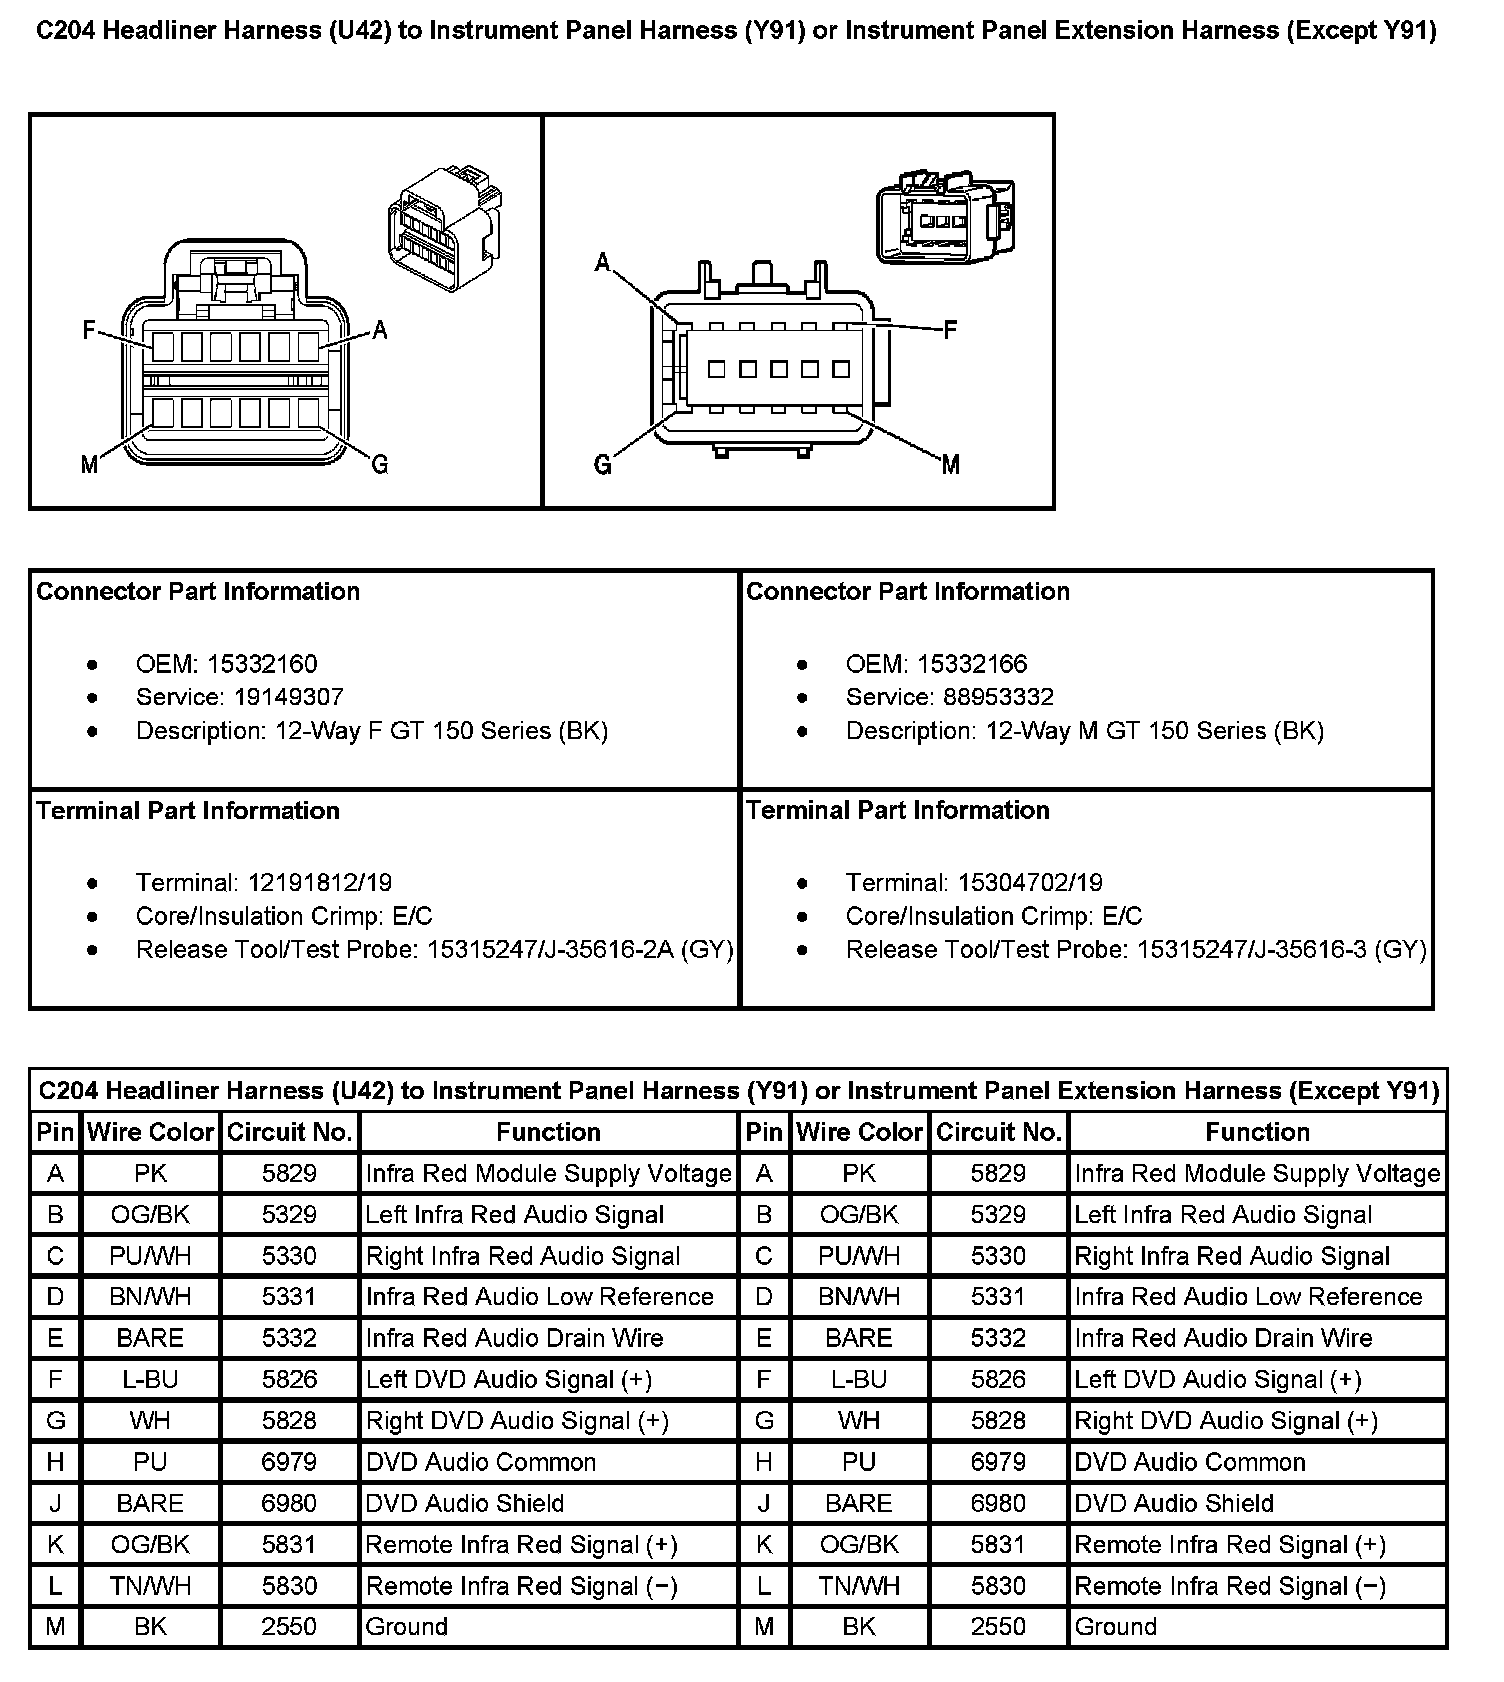 C204 Headliner Harness (U42) to Instrument Panel Harness (Y91) or Instrument Panel Extension Harness (Except Y91)
F
A
M
G
A
F
G
M
Connector Part Information
• OEM: 15332160
• Service: 19149307
• Description: 12-Way F GT 150 Series (BK)
Connector Part Information
• OEM: 15332166
• Service: 88953332
• Description: 12-Way M GT 150 Series (BK)
Terminal Part Information
• Terminal: 12191812/19
• Core/Insulation Crimp: E/C
• Release Tool/Test Probe: 15315247/J-35616-2A (GY)
Terminal Part Information
• Terminal: 15304702/19
• Core/Insulation Crimp: E/C
• Release Tool/Test Probe: 15315247/J-35616-3 (GY)
C204 Headliner Harness (U42) to Instrument Panel Harness (Y91) or Instrument Panel Extension Harness (Except Y91)
Pin Wire Color Circuit No. Function Pin Wire Color Circuit No. Function
A PK 5829 Infra Red Module Supply Voltage A PK 5829 Infra Red Module Supply Voltage
B OG/BK 5329 Left Infra Red Audio Signal B OG/BK 5329 Left Infra Red Audio Signal
C PU/WH 5330 Right Infra Red Audio Signal C PU/WH 5330 Right Infra Red Audio Signal
D BN/WH 5331 Infra Red Audio Low Reference D BN/WH 5331 Infra Red Audio Low Reference
E BARE 5332 Infra Red Audio Drain Wire E BARE 5332 Infra Red Audio Drain Wire
F L-BU 5826 Left DVD Audio Signal (+) F L-BU 5826 Left DVD Audio Signal (+)
G WH 5828 Right DVD Audio Signal (+) G WH 5828 Right DVD Audio Signal (+)
H PU 6979 DVD Audio Common H PU 6979 DVD Audio Common
J BARE 6980 DVD Audio Shield J BARE 6980 DVD Audio Shield
K OG/BK 5831 Remote Infra Red Signal (+) K OG/BK 5831 Remote Infra Red Signal (+)
L TN/WH 5830 Remote Infra Red Signal (−) L TN/WH 5830 Remote Infra Red Signal (−)
M BK 2550 Ground M BK 2550 Ground